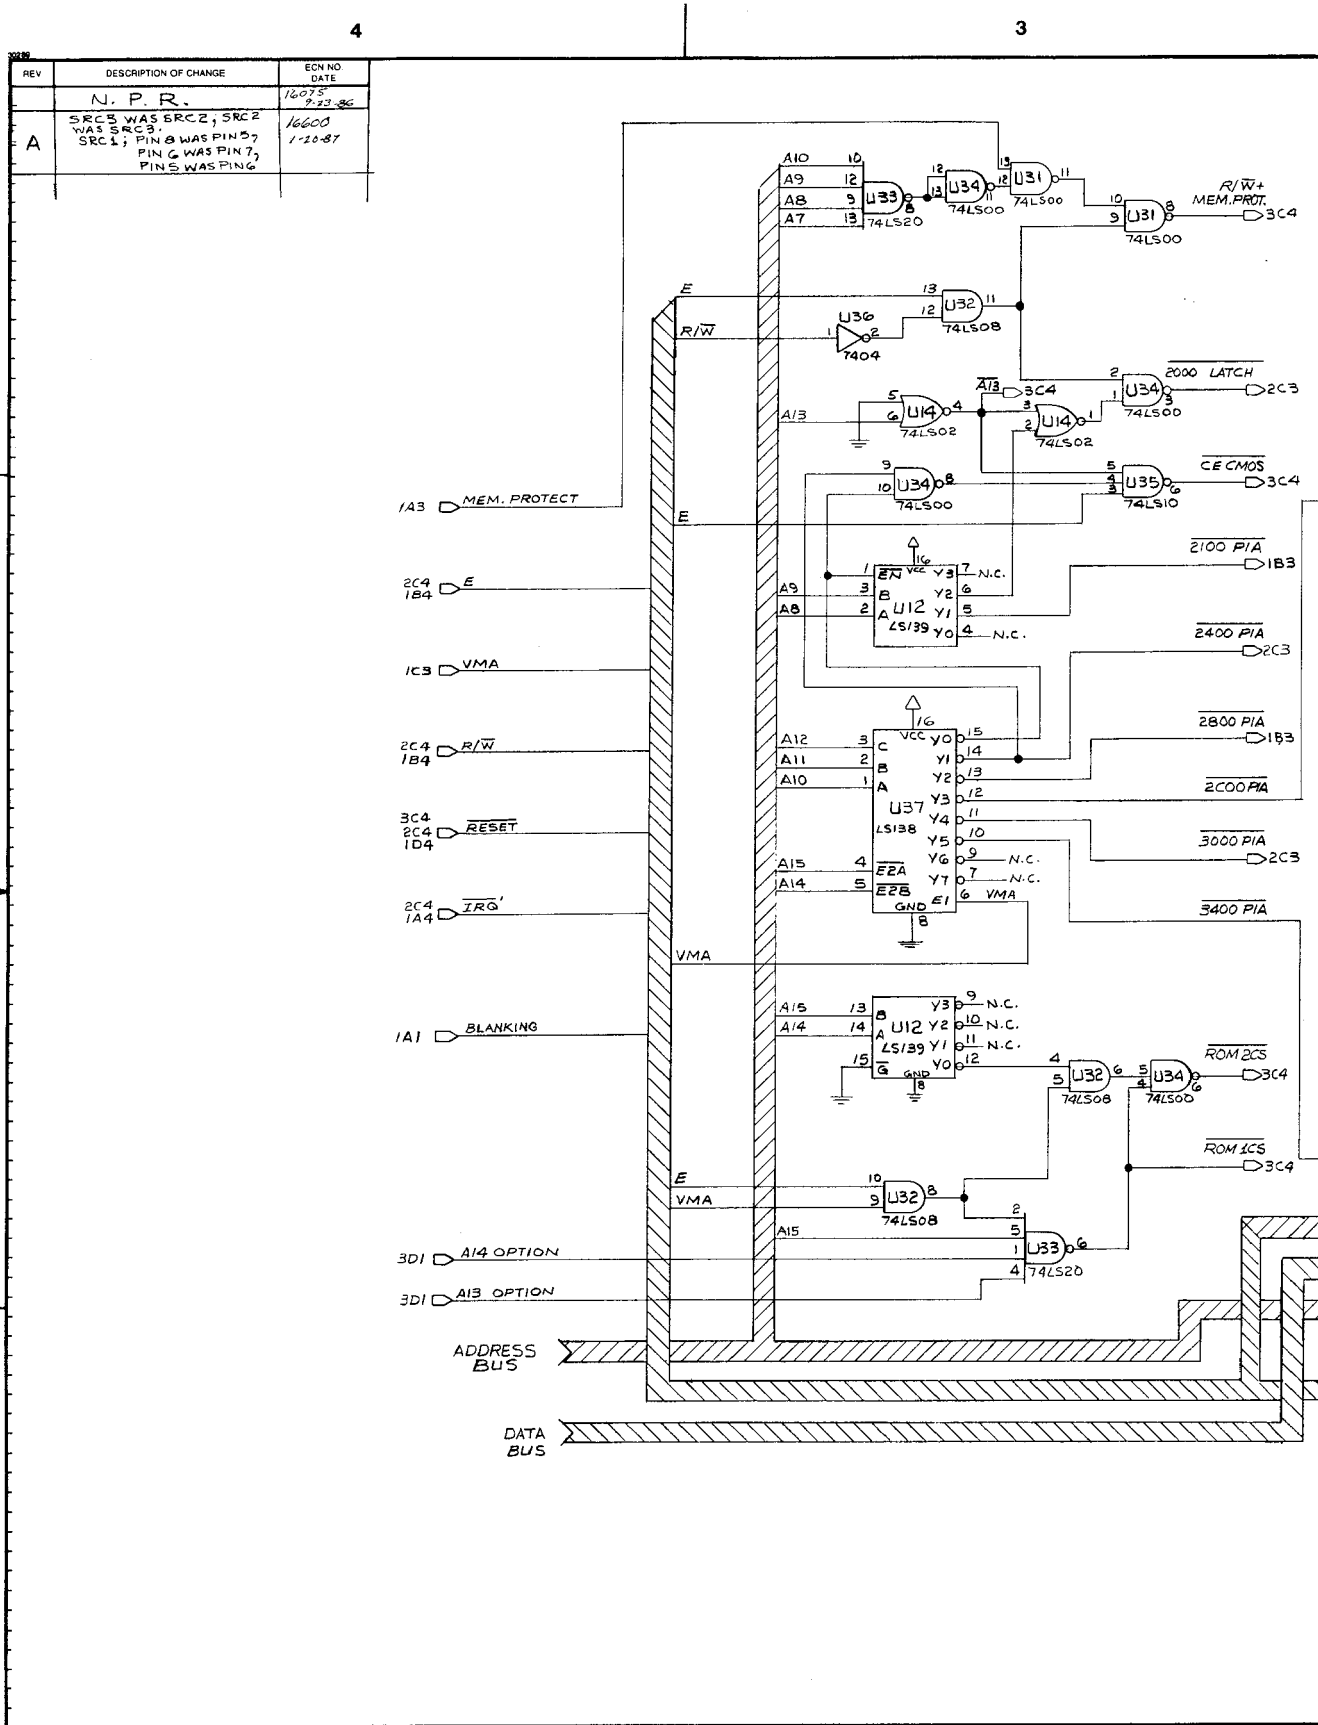 4
3
30289
REV
DESCRIPTION OF CHANGE
ECN NO.
DATE
N. P. R.
16075
9-23-86
A
SRC3 WAS SRC2; SRC2
WAS SRC3.
SRC1; PIN 8 WAS PIN 5,
PIN 6 WAS PIN 7,
PIN 5 WAS PIN 6
16600
1-20-87
A10 10
A9 12
A8 9
A7 13
U33
8
74LS20
12
13
U34
11
74LS00
13
12
U31
11
74LS00
10
9
U31
8
74LS00
R/W+
MEM.PROT.
3C4
E
13
12
U32
11
74LS08
R/W
U36
1
2
7404
2000 LATCH
2
1
U34
3
74LS00
2C3
A13
3C4
A13
5
6
U14
4
74LS02
3
2
U14
1
74LS02
9
10
U34
8
74LS00
CE CMOS
5
4
3
U35
6
74LS10
3C4
1A3
MEM. PROTECT
E
2100 PIA
1B3
16
VCC
1 EN
3 B
2 A
U12
LS139
Y3 7 N.C.
Y2 6
Y1 5
Y0 4 N.C.
A9
A8
2C4
1B4
E
2400 PIA
2C3
1C3
VMA
2800 PIA
1B3
16
VCC
A12 3 C
A11 2 B
A10 1 A
U37
LS138
Y0 15
Y1 14
Y2 13
Y3 12
Y4 11
Y5 10
Y6 9 N.C.
Y7 7 N.C.
E1 6 VMA
A15 4 E2A
A14 5 E2B
GND
8
2C4
1B4
R/W
2C00 PIA
3C4
2C4
1D4
RESET
3000 PIA
2C3
2C4
1A4
IRQ'
3400 PIA
VMA
1A1
BLANKING
A15 13 B
A14 14 A
15 G
U12
LS139
GND
8
Y3 9 N.C.
Y2 10 N.C.
Y1 11 N.C.
Y0 12
4
5
U32
6
74LS08
5
4
U34
6
74LS00
ROM 2CS
3C4
ROM 1CS
3C4
E
VMA
10
9
U32
8
74LS08
A15
2
5
1
4
U33
6
74LS20
3D1
A14 OPTION
3D1
A13 OPTION
ADDRESS
BUS
DATA
BUS